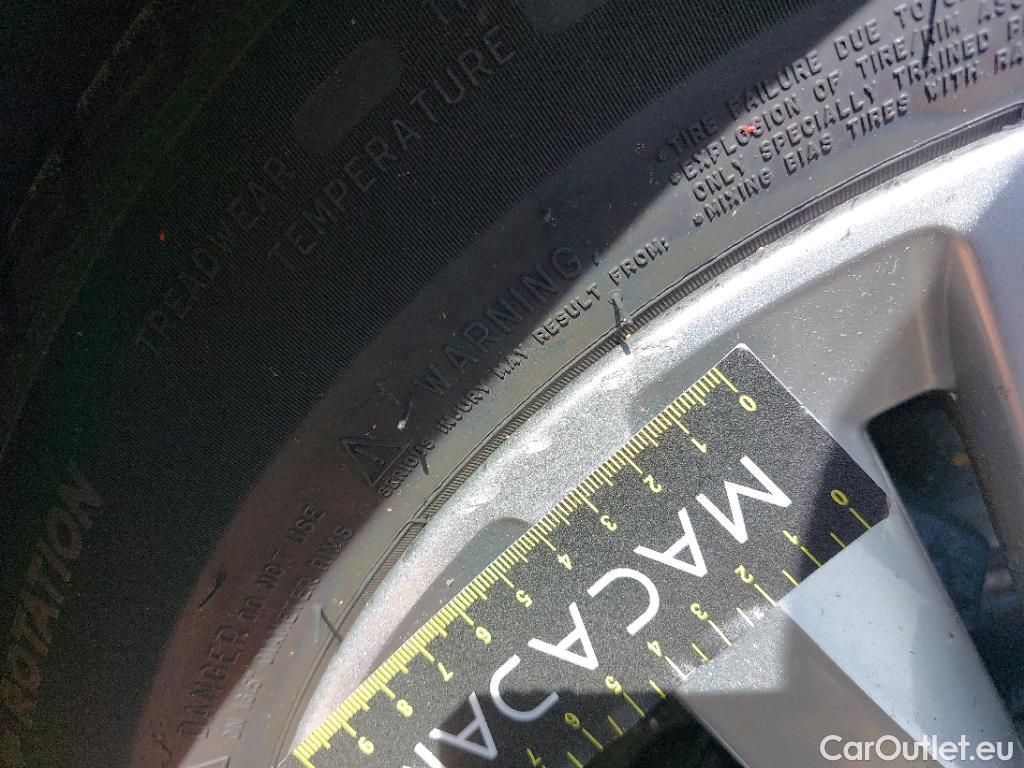 TREADWEAR
TEMPERATURE
WARNING:
SERIOUS INJURY MAY RESULT FROM:
•TIRE FAILURE DUE TO
•EXPLOSION OF TIRE/RIM ASS
ONLY SPECIALLY TRAINED
•MIXING BIAS TIRES WITH RA
ROTATION
DANGER DO NOT USE
0 1 2 3 4 5 6 7 8 9
MACAJA
0 1 2 3 4 5 6 7
CarOutlet.eu